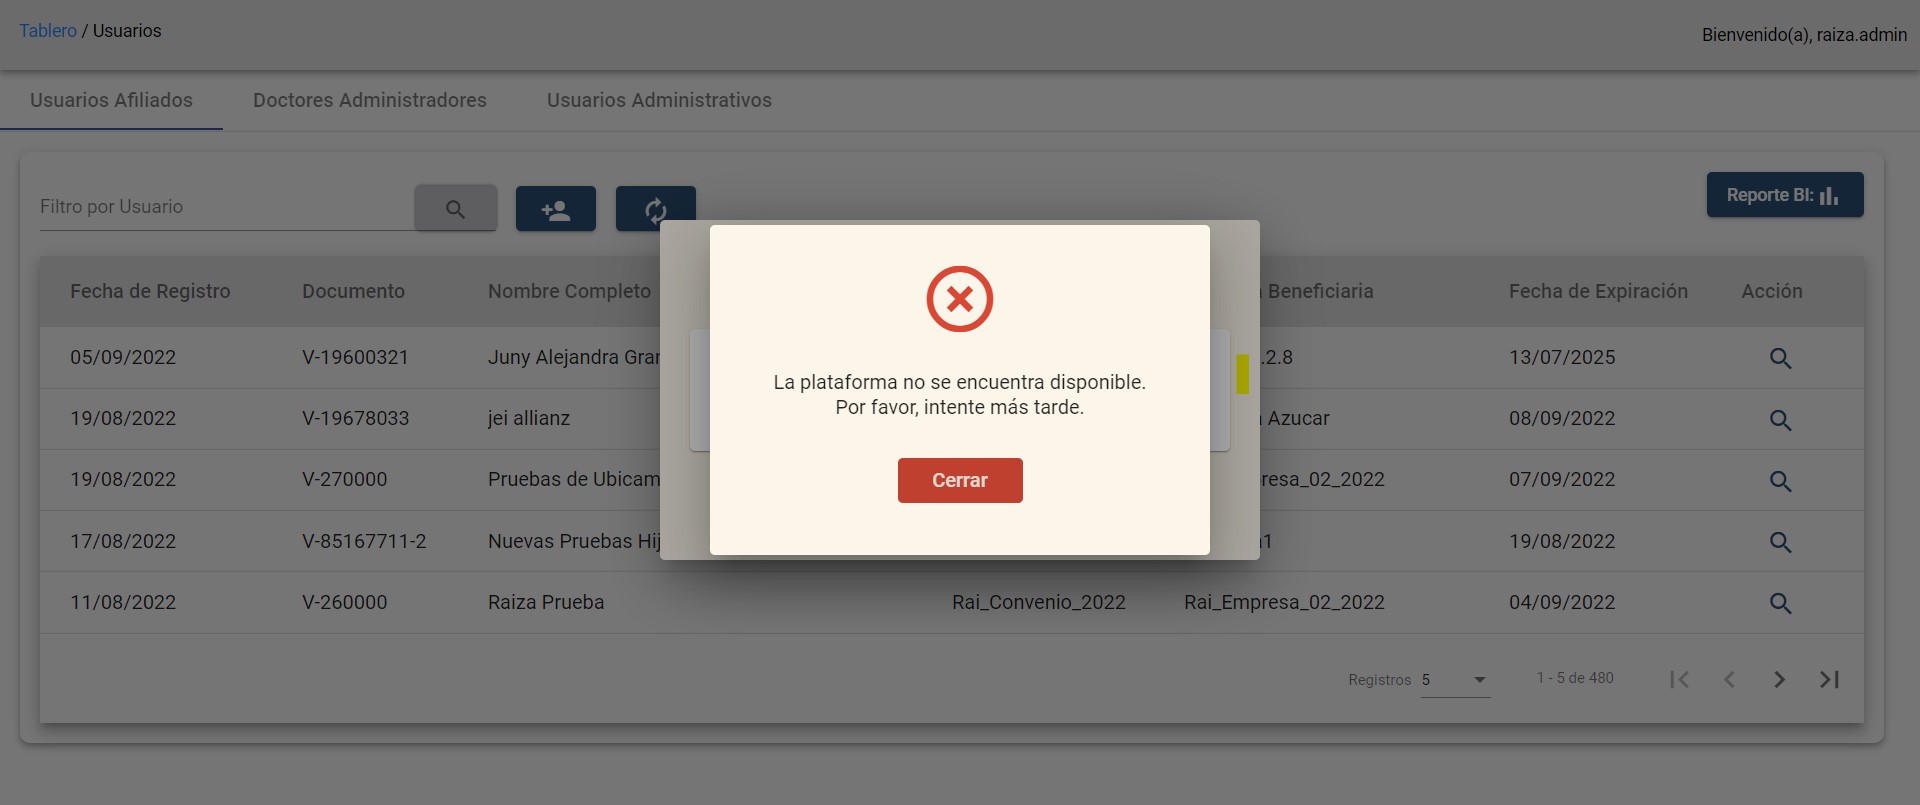 Tablero / Usuarios
Bienvenido(a), raiza.admin
Usuarios Afiliados Doctores Administradores Usuarios Administrativos
Filtro por Usuario
Reporte BI:
Fecha de Registro Documento Nombre Completo Beneficiaria Fecha de Expiración Acción
05/09/2022 V-19600321 Juny Alejandra .2.8 13/07/2025
19/08/2022 V-19678033 jei allianz Azucar 08/09/2022
19/08/2022 V-270000 Pruebas de Ubicam resa_02_2022 07/09/2022
17/08/2022 V-85167711-2 Nuevas Pruebas 19/08/2022
11/08/2022 V-260000 Raiza Prueba Rai_Convenio_2022 Rai_Empresa_02_2022 04/09/2022
La plataforma no se encuentra disponible.
Por favor, intente más tarde.
Cerrar
Registros 5 1 - 5 de 480